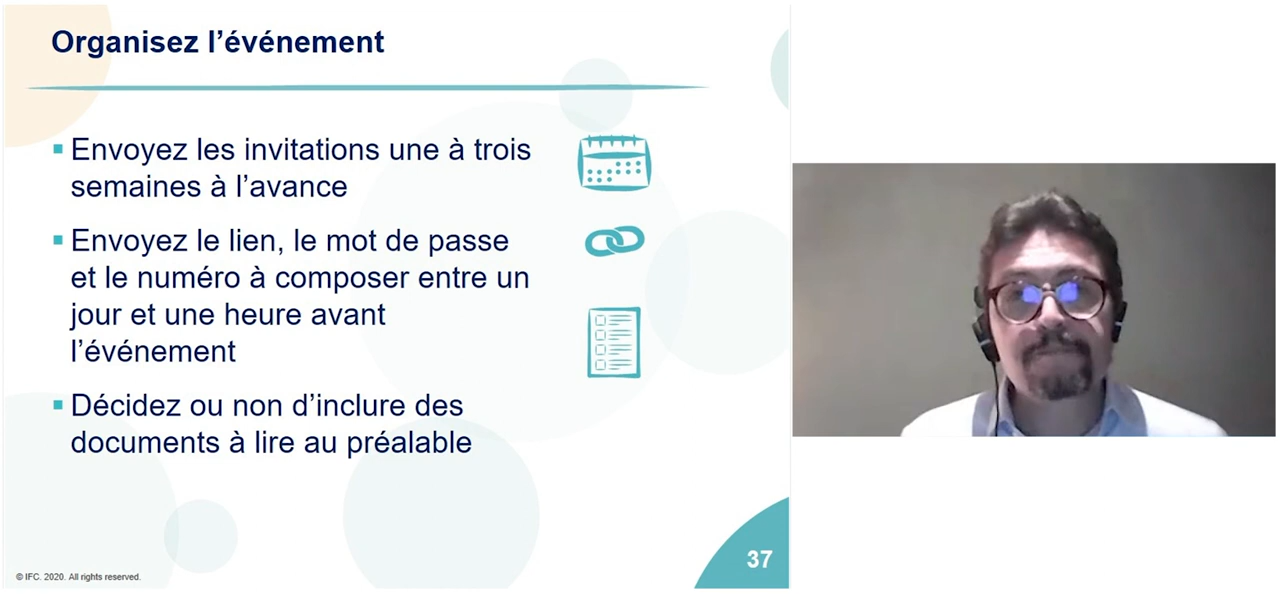 Organisez l’événement
▪ Envoyez les invitations une à trois
semaines à l’avance
▪ Envoyez le lien, le mot de passe
et le numéro à composer entre un
jour et une heure avant
l’événement
▪ Décidez ou non d’inclure des
documents à lire au préalable
37
© IFC. 2020. All rights reserved.